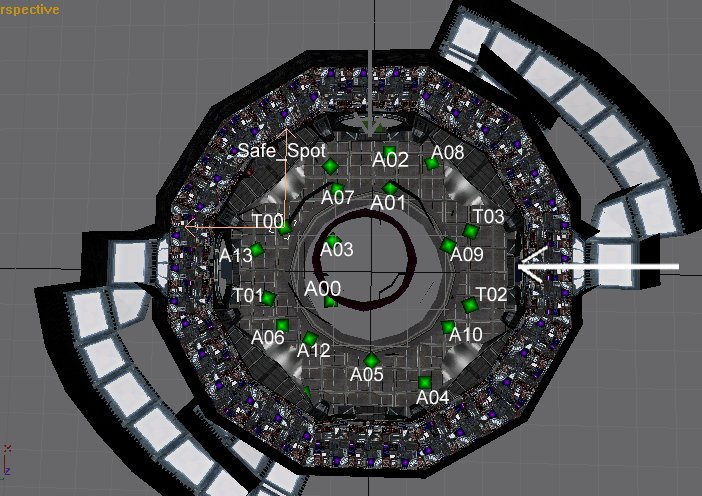 rspective
Safe_Spot
A02
A08
A07
A01
T00
T03
A13
A03
A09
T01
A00
T02
A06
A12
A10
A05
A04
x
z